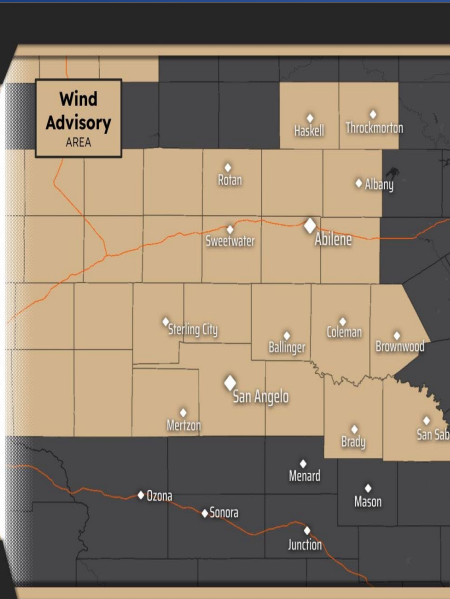 Wind
Advisory
AREA
Haskell
Throckmorton
Rotan
Albany
Sweetwater
Abilene
Sterling City
Ballinger
Coleman
Brownwood
San Angelo
Mertzon
Brady
San Sab
Menard
Mason
Ozona
Sonora
Junction